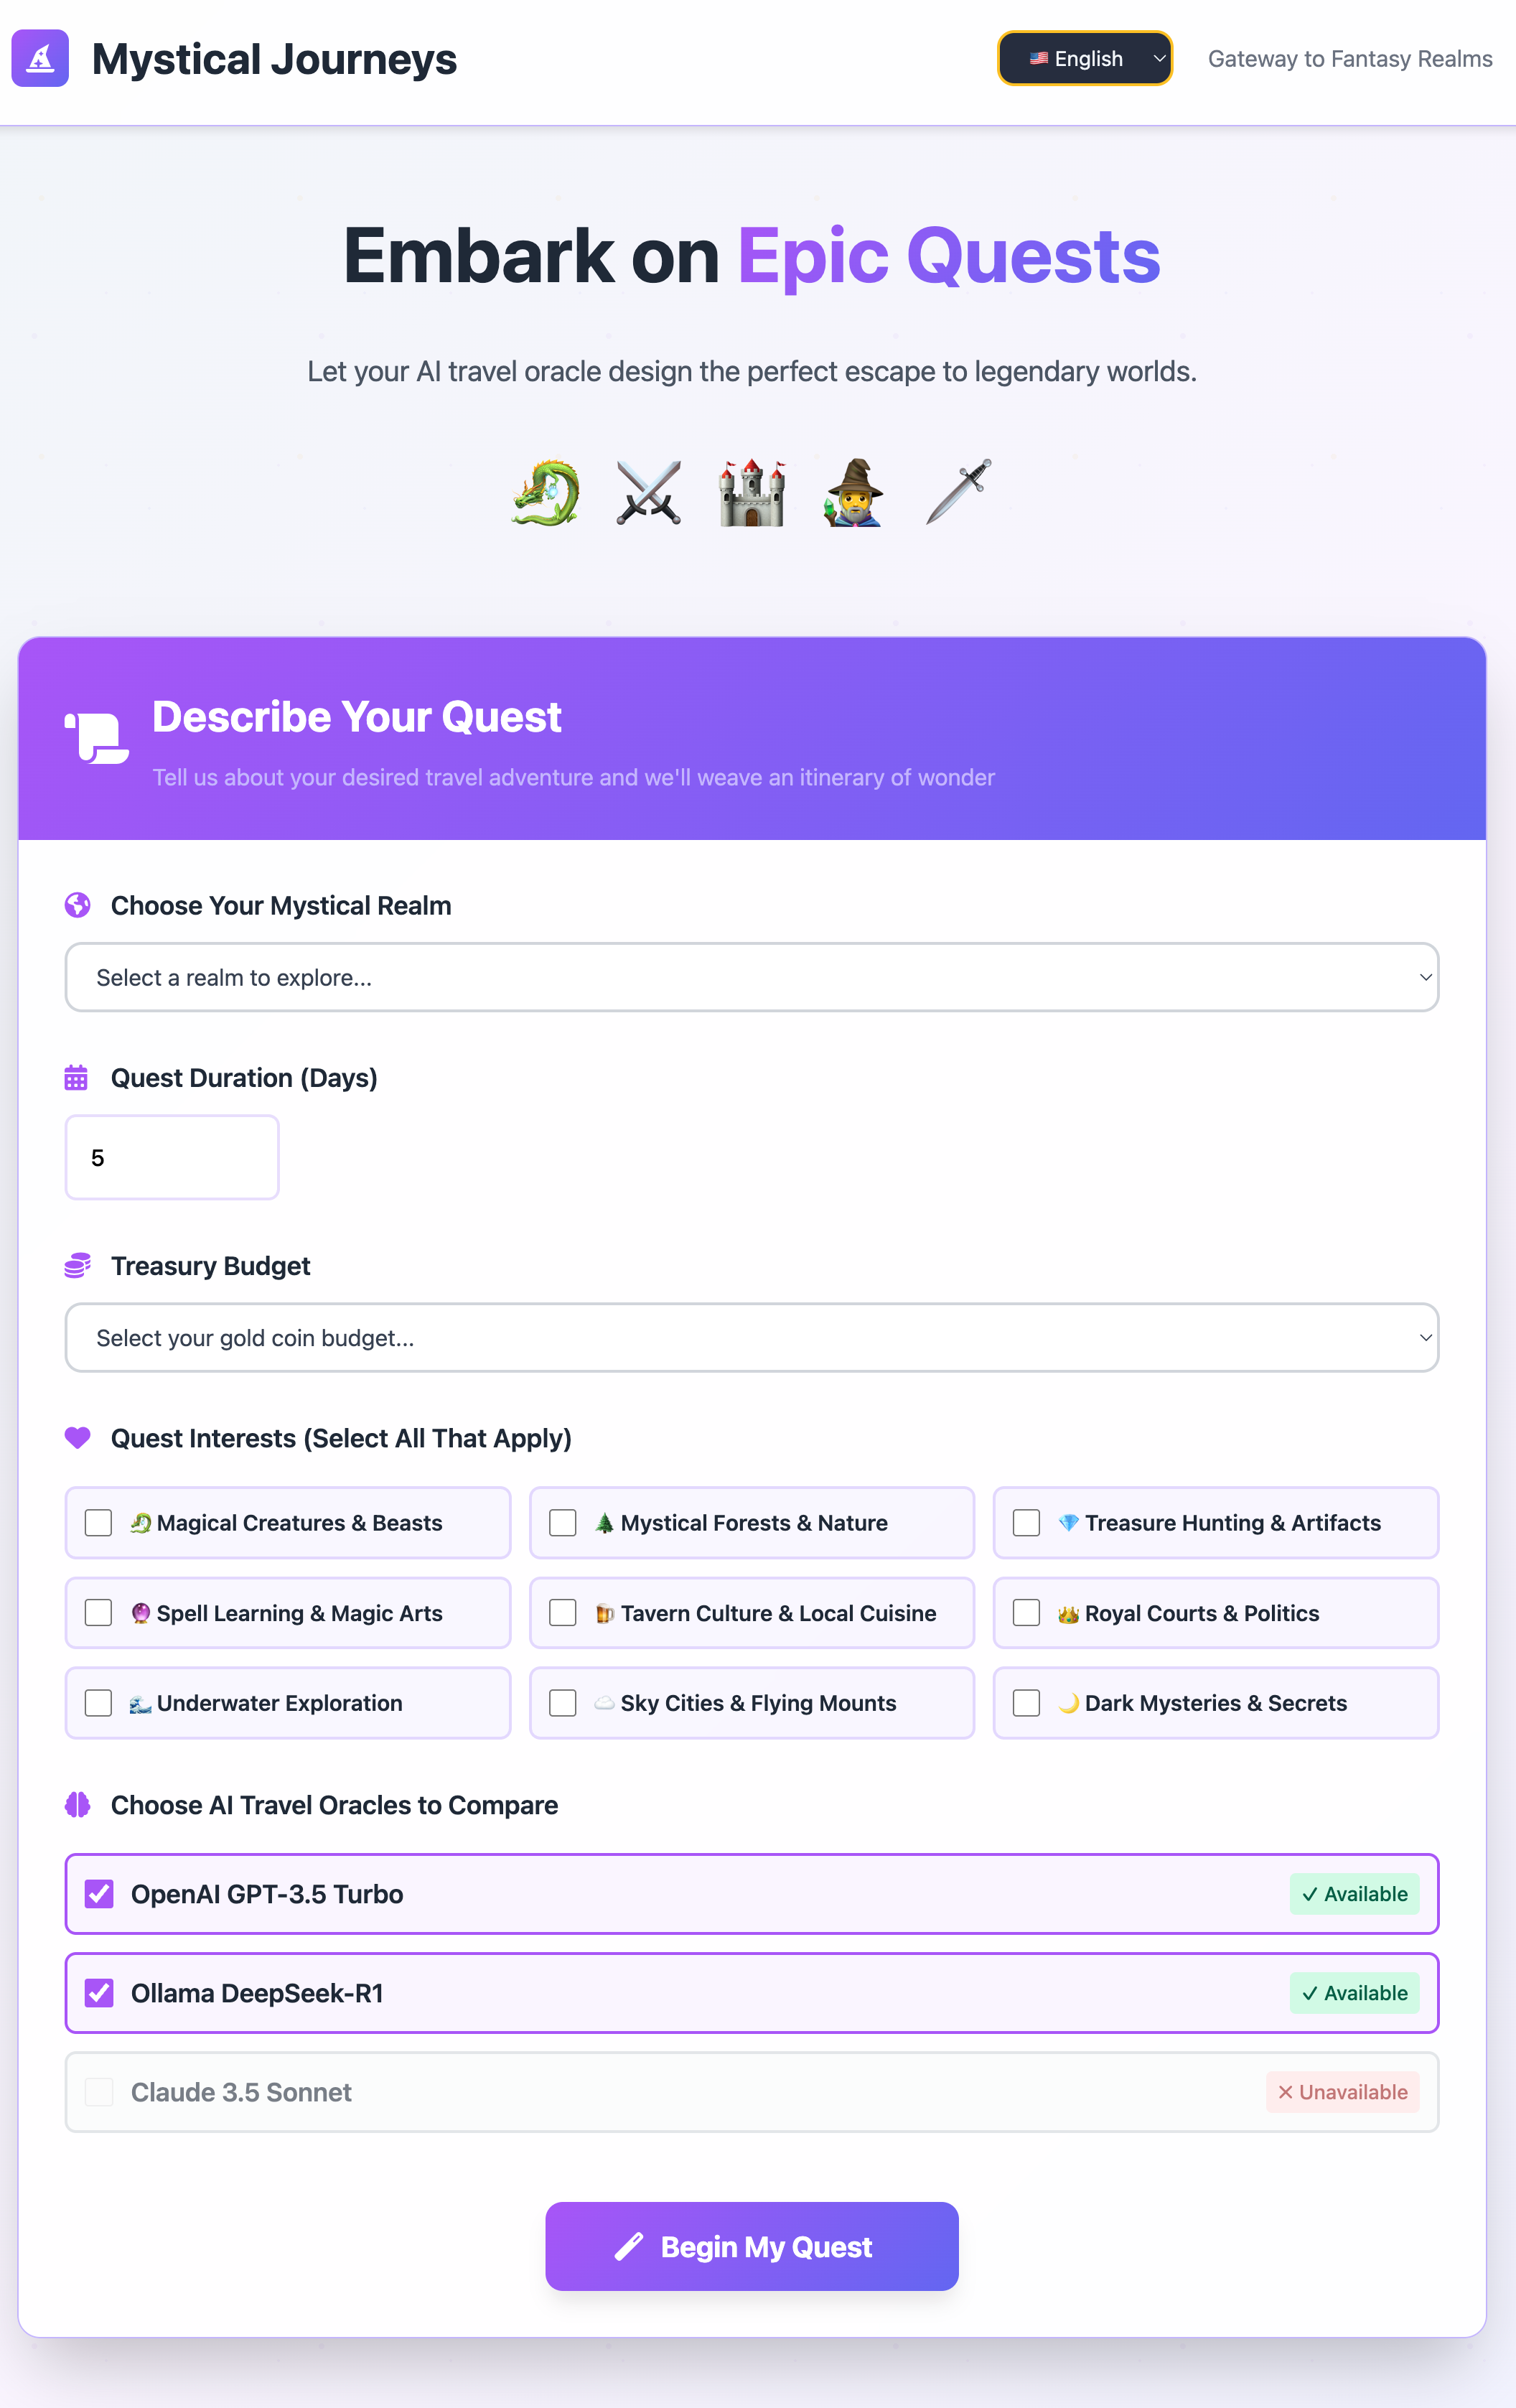 Mystical Journeys
🇺🇸 English
Gateway to Fantasy Realms
Embark on Epic Quests
Let your AI travel oracle design the perfect escape to legendary worlds.
Describe Your Quest
Tell us about your desired travel adventure and we'll weave an itinerary of wonder
Choose Your Mystical Realm
Select a realm to explore...
Quest Duration (Days)
5
Treasury Budget
Select your gold coin budget...
Quest Interests (Select All That Apply)
🐉 Magical Creatures & Beasts
🌲 Mystical Forests & Nature
💎 Treasure Hunting & Artifacts
🔮 Spell Learning & Magic Arts
🍺 Tavern Culture & Local Cuisine
👑 Royal Courts & Politics
🌊 Underwater Exploration
☁️ Sky Cities & Flying Mounts
🌙 Dark Mysteries & Secrets
Choose AI Travel Oracles to Compare
OpenAI GPT-3.5 Turbo
✓ Available
Ollama DeepSeek-R1
✓ Available
Claude 3.5 Sonnet
✕ Unavailable
Begin My Quest